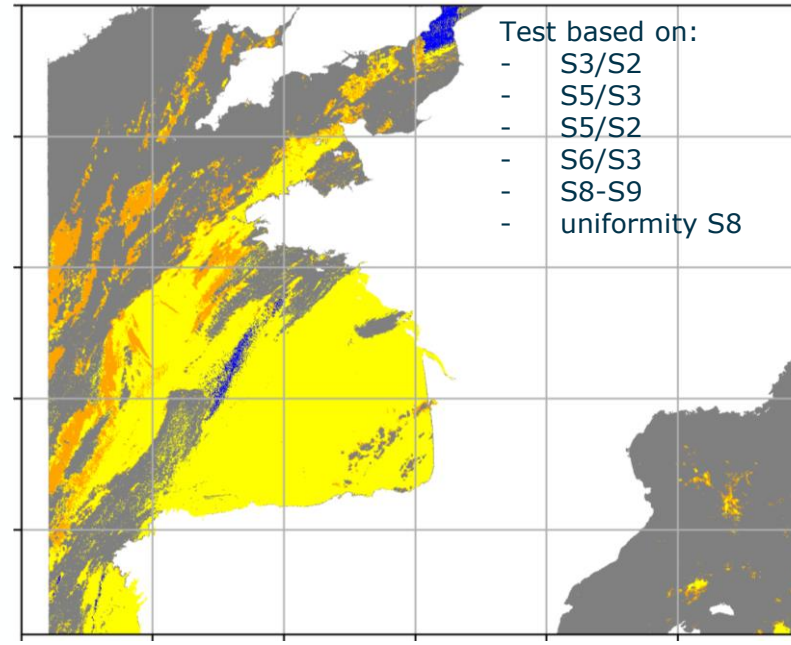 Test based on:
- S3/S2
- S5/S3
- S5/S2
- S6/S3
- S8-S9
- uniformity S8